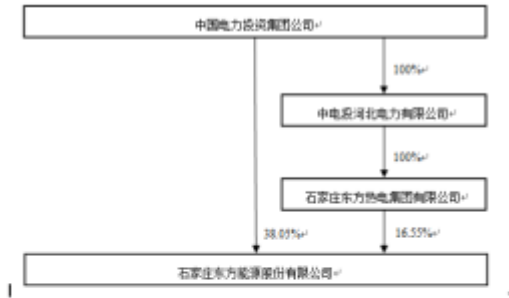 中国电力投资集团公司
100%
中电投河北电力有限公司
100%
石家庄东方热电集团有限公司
38.05% 16.55%
石家庄东方能源股份有限公司